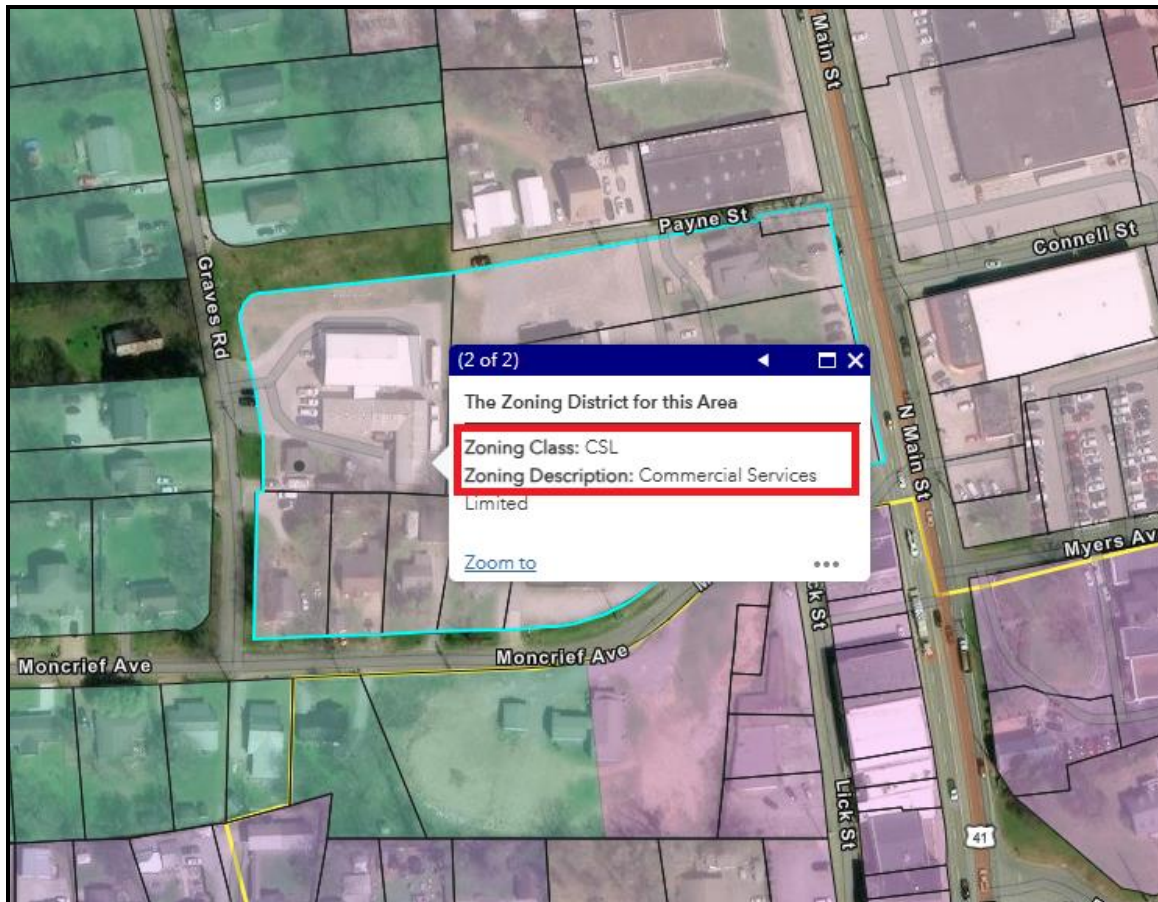 Main St
Payne St
Connell St
Graves Rd
(2 of 2)
The Zoning District for this Area
Zoning Class: CSL
Zoning Description: Commercial Services
Limited
Zoom to
N Main St
Myers Av
M
ck St
Moncrief Ave
Moncrief Ave
Lick St
41